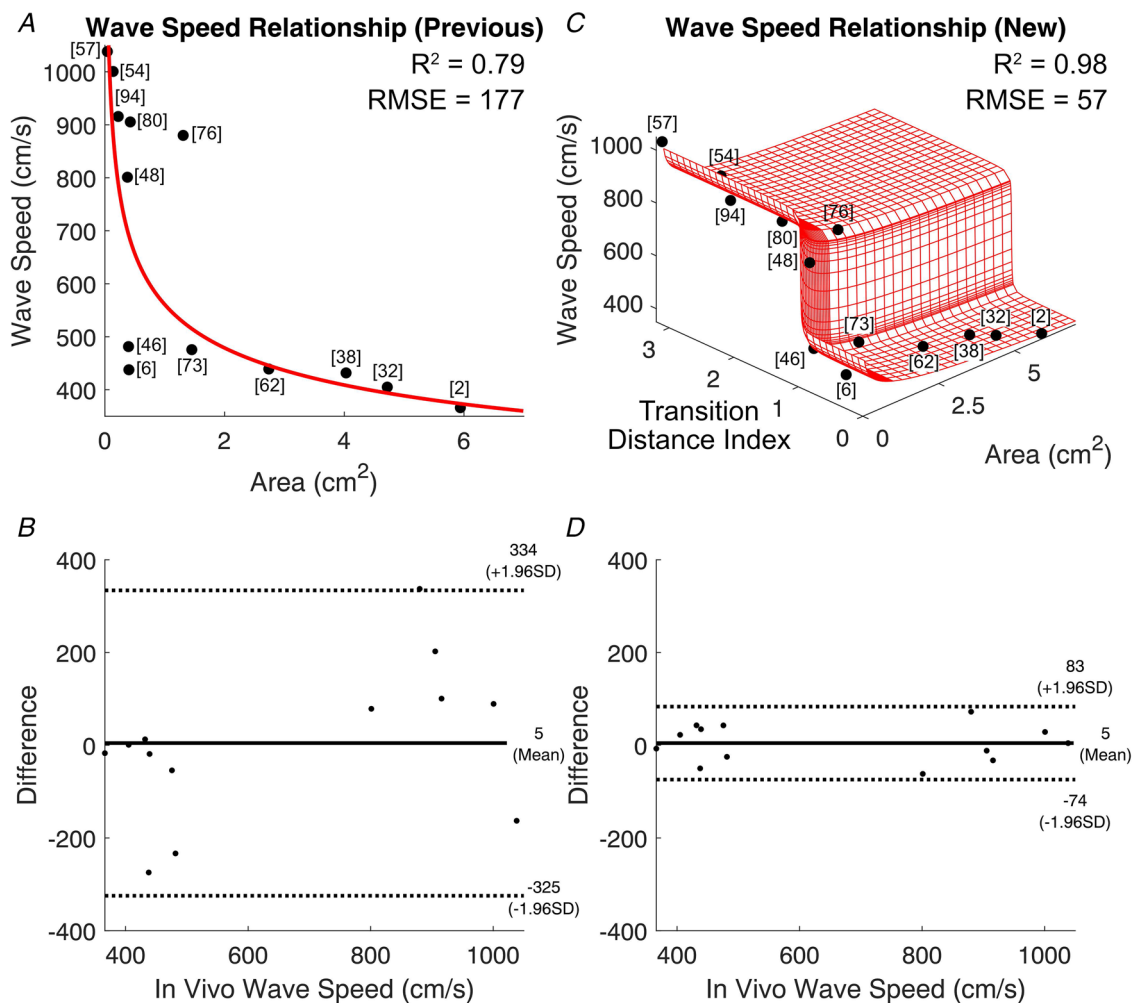 A
Wave Speed Relationship (Previous)
R² = 0.79
RMSE = 177
[57]
[54]
[94]
[80]
[76]
[48]
[46]
[6]
[73]
[62]
[38]
[32]
[2]
1000
900
800
700
600
500
400
Wave Speed (cm/s)
0
2
4
6
Area (cm²)
C
Wave Speed Relationship (New)
R² = 0.98
RMSE = 57
[57]
[54]
[94]
[80]
[76]
[48]
[73]
[46]
[6]
[62]
[38]
[32]
[2]
1000
800
600
400
Wave Speed (cm/s)
3
2
1
0
Transition
Distance Index
0
2.5
5
Area (cm²)
B
400
200
0
-200
-400
Difference
334
(+1.96SD)
5
(Mean)
-325
(-1.96SD)
400
600
800
1000
In Vivo Wave Speed (cm/s)
D
400
200
0
-200
-400
Difference
83
(+1.96SD)
5
(Mean)
-74
(-1.96SD)
400
600
800
1000
In Vivo Wave Speed (cm/s)